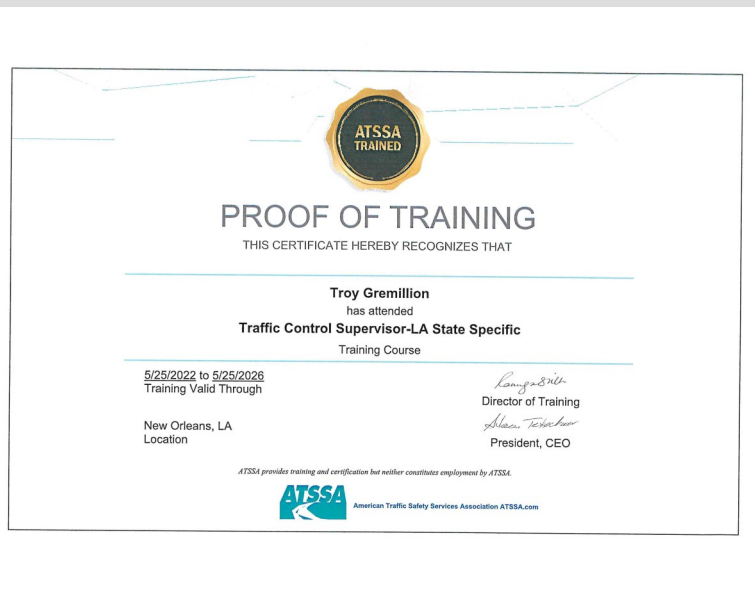 ATSSA
TRAINED
PROOF OF TRAINING
THIS CERTIFICATE HEREBY RECOGNIZES THAT
Troy Gremillion
has attended
Traffic Control Supervisor-LA State Specific
Training Course
5/25/2022 to 5/25/2026
Training Valid Through
Director of Training
New Orleans, LA
Location
President, CEO
ATSSA provides training and certification but neither constitutes employment by ATSSA.
ATSSA
American Traffic Safety Services Association ATSSA.com